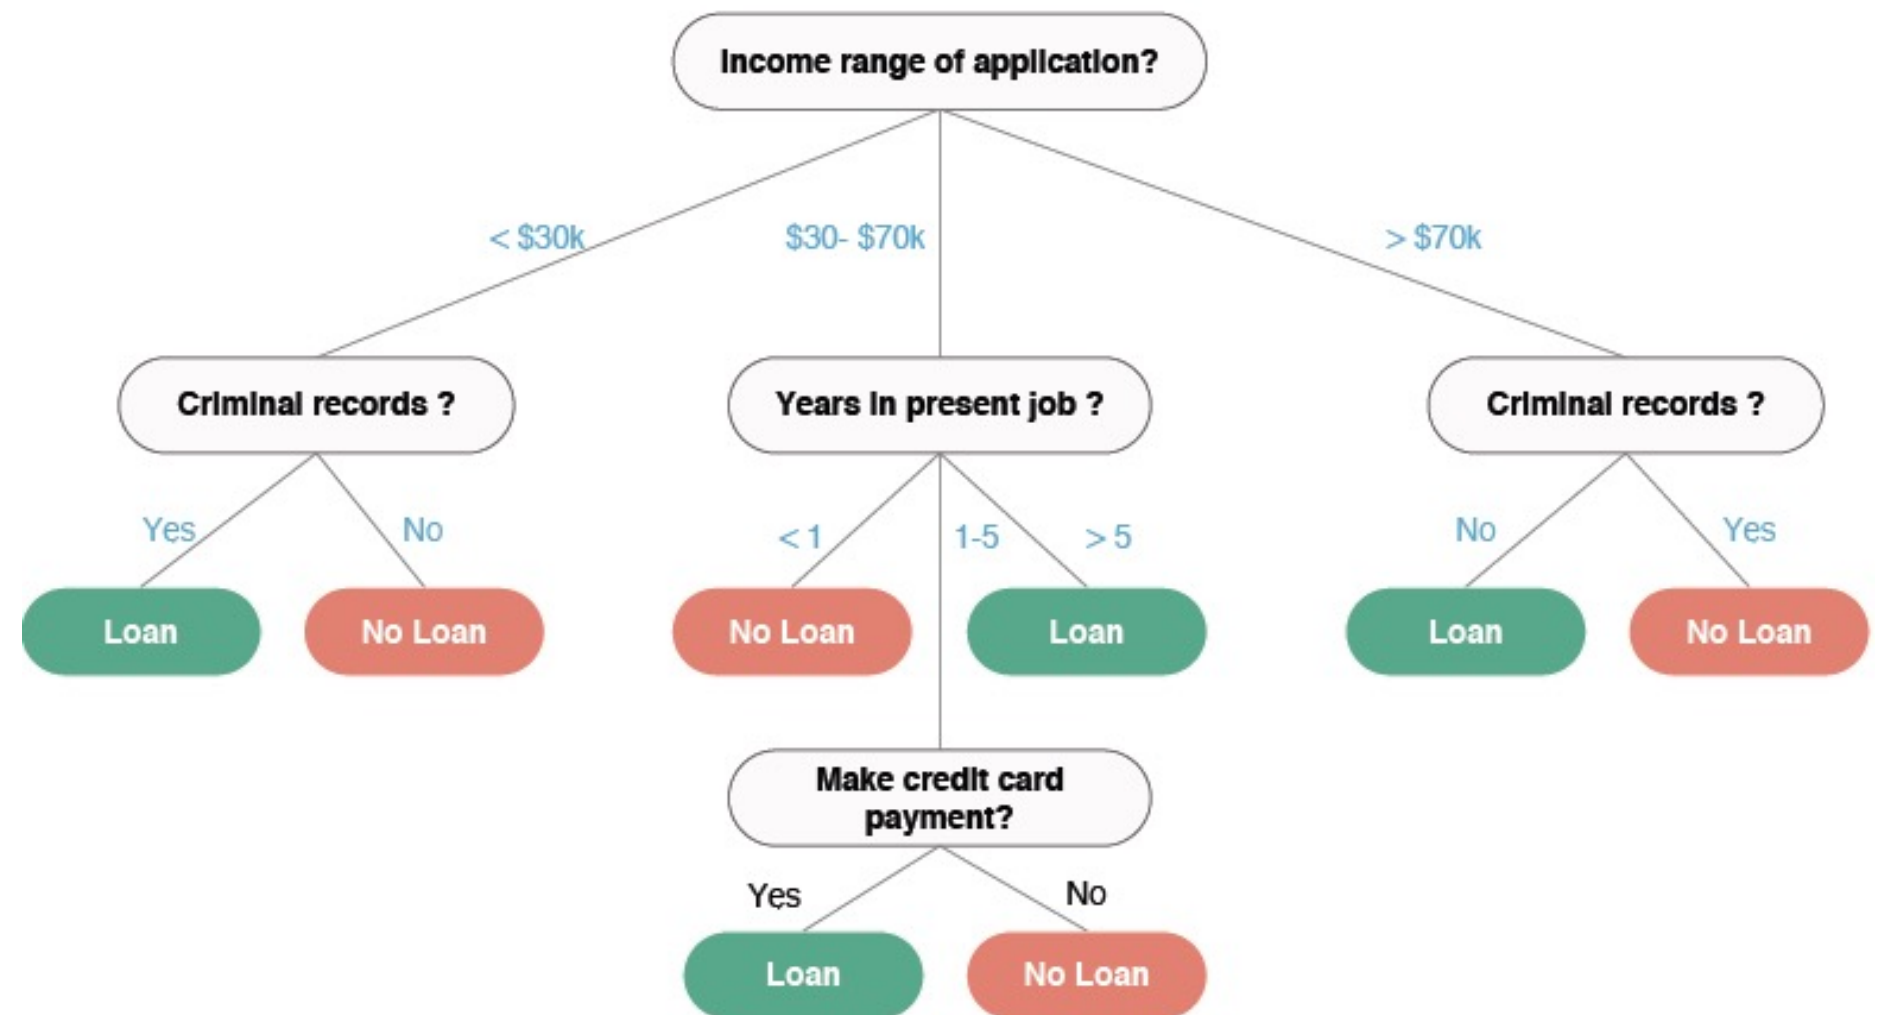 Income range of application?
< $30k
$30- $70k
> $70k
Criminal records ?
Years in present job ?
Criminal records ?
Yes
No
< 1
1-5
> 5
No
Yes
Loan
No Loan
No Loan
Loan
Loan
No Loan
Make credit card
payment?
Yes
No
Loan
No Loan